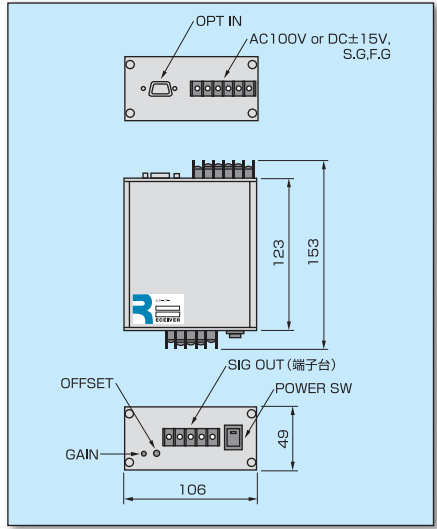 OPT IN
AC100V or DC±15V,
S.G,F.G
123
153
ECEIVER
SIG OUT(端子台)
OFFSET
POWER SW
GAIN
49
106